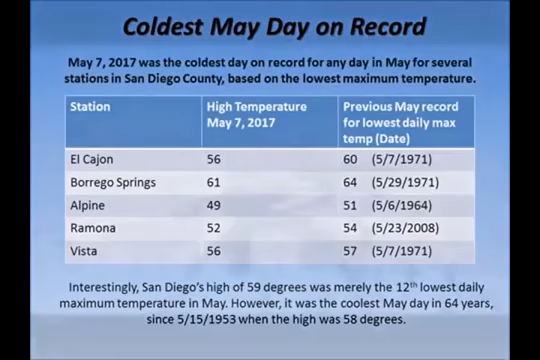 Coldest May Day on Record
May 7, 2017 was the coldest day on record for any day in May for several
stations in San Diego County, based on the lowest maximum temperature.
Station High Temperature May 7, 2017 Previous May record for lowest daily max temp (Date)
El Cajon 56 60 (5/7/1971)
Borrego Springs 61 64 (5/29/1971)
Alpine 49 51 (5/6/1964)
Ramona 52 54 (5/23/2008)
Vista 56 57 (5/7/1971)
Interestingly, San Diego's high of 59 degrees was merely the 12th lowest daily
maximum temperature in May. However, it was the coolest May day in 64 years,
since 5/15/1953 when the high was 58 degrees.